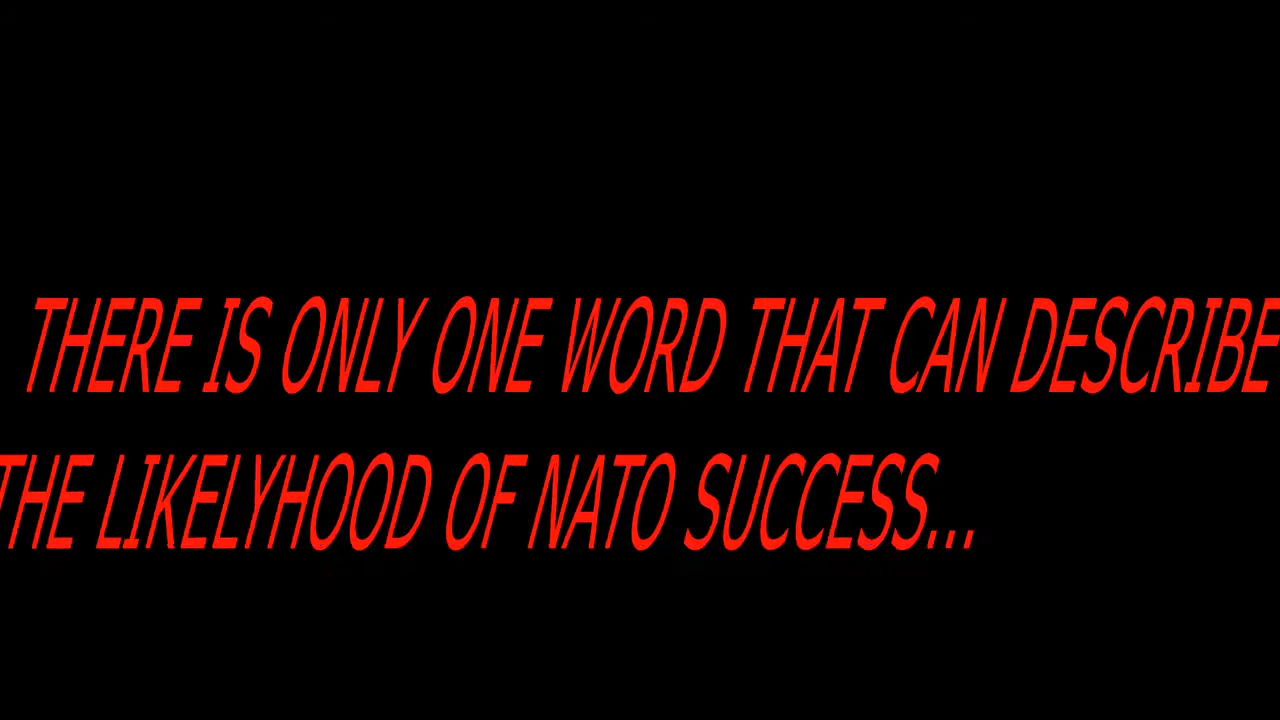 THERE IS ONLY ONE WORD THAT CAN DESCRIBE
THE LIKELYHOOD OF NATO SUCCESS...